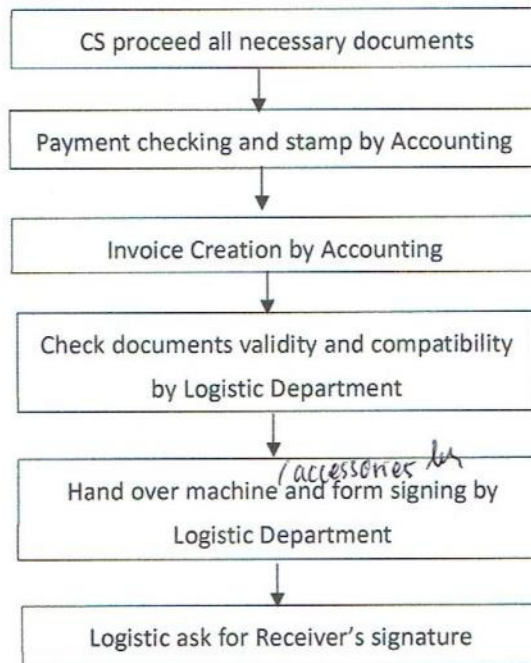 CS proceed all necessary documents
Payment checking and stamp by Accounting
Invoice Creation by Accounting
Check documents validity and compatibility
by Logistic Department
/accessories
Hand over machine and form signing by
Logistic Department
Logistic ask for Receiver's signature